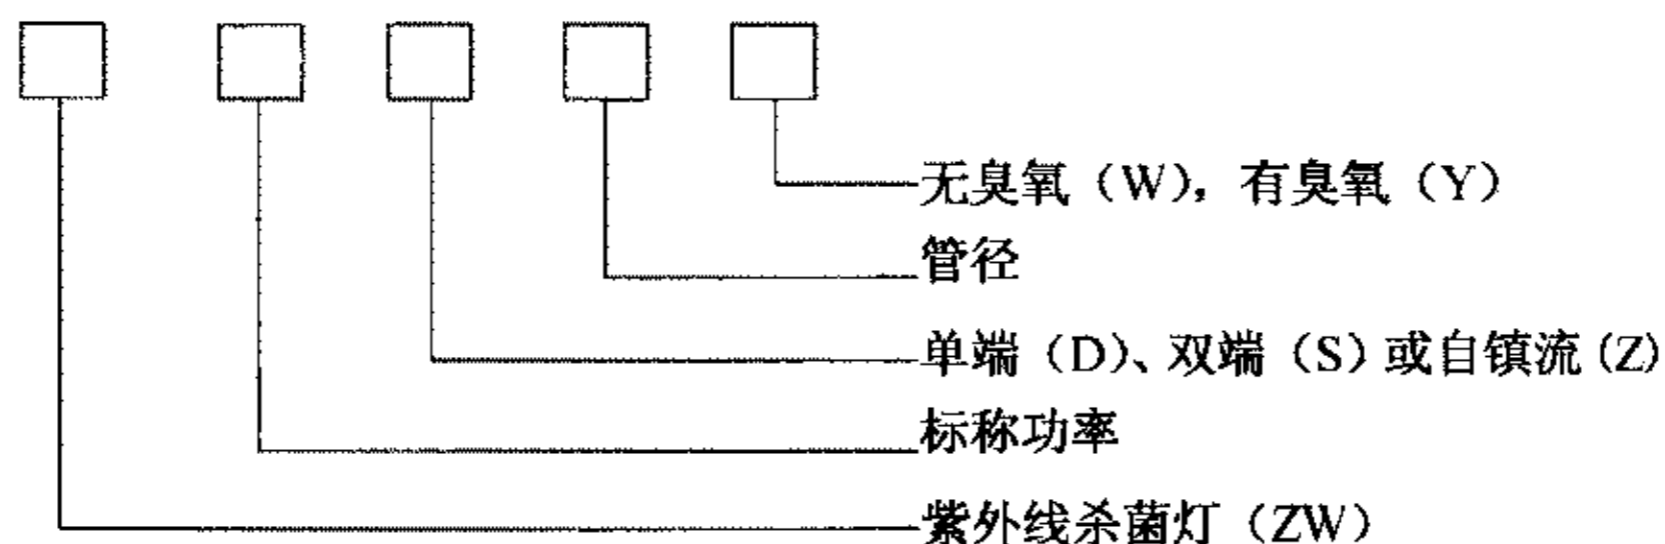 无臭氧（W），有臭氧（Y）
管径
单端（D）、双端（S）或自镇流(Z)
标称功率
紫外线杀菌灯（ZW）